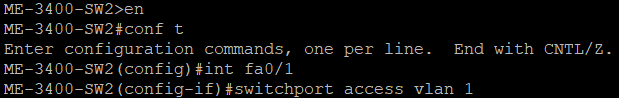 ME-3400-SW2>en
ME-3400-SW2#conf t
Enter configuration commands, one per line.  End with CNTL/Z.
ME-3400-SW2(config)#int fa0/1
ME-3400-SW2(config-if)#switchport access vlan 1